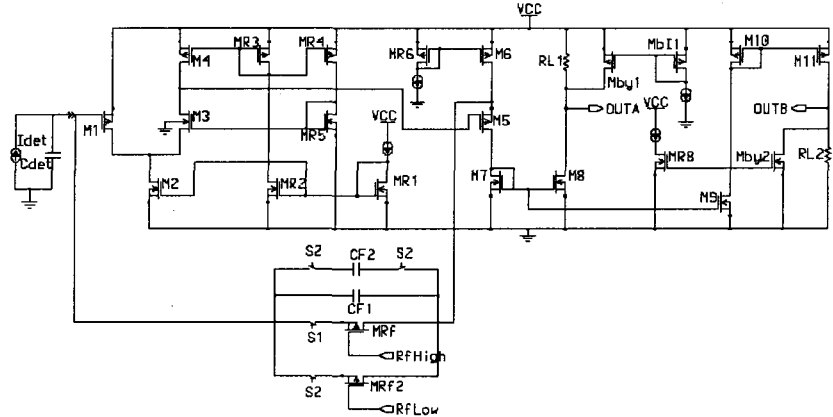 VCC
M4
MR3
MR4
MR6
M6
RL1
MbI1
M10
M11
Mby1
M1
M3
OUTA
VCC
OUTB
Idet
Cdet
MR5
VCC
M5
M2
MR2
MR1
M7
M8
MR8
Mby2
RL2
M9
S2
CF2
S2
CF1
S1
MRf
RfHigh
S2
MRf2
RfLow